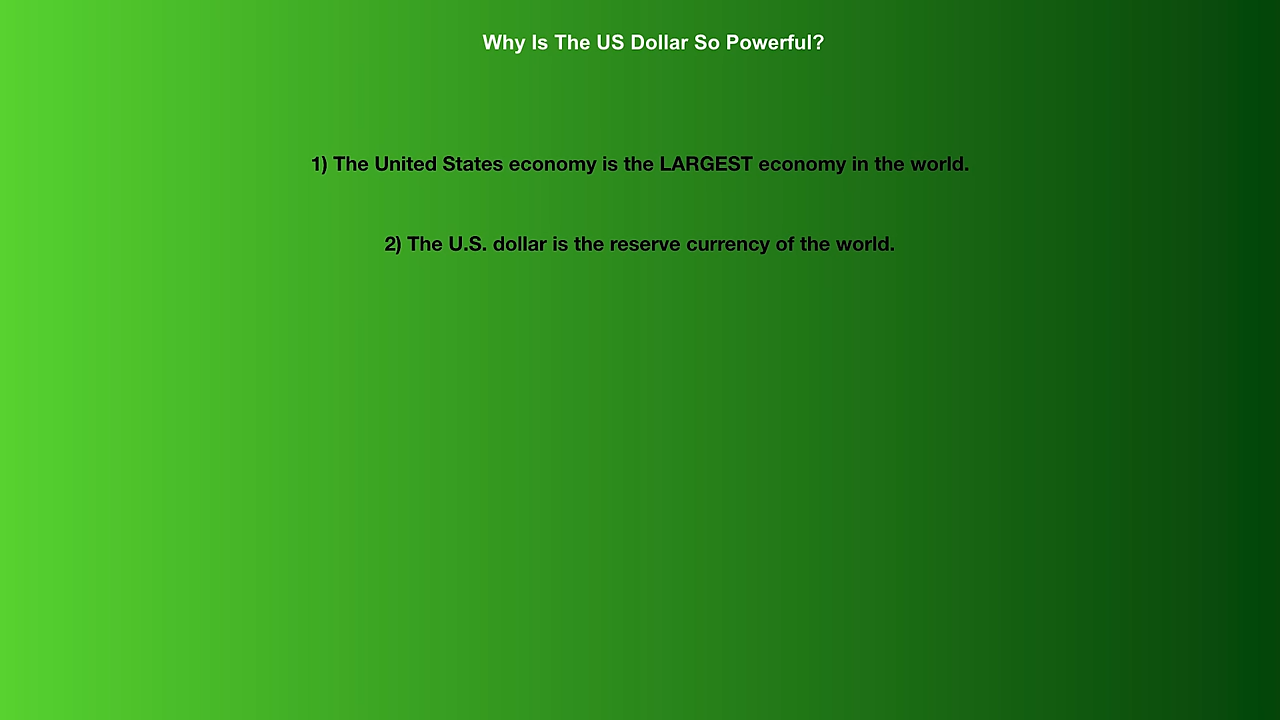 Why Is The US Dollar So Powerful?
1) The United States economy is the LARGEST economy in the world.
2) The U.S. dollar is the reserve currency of the world.